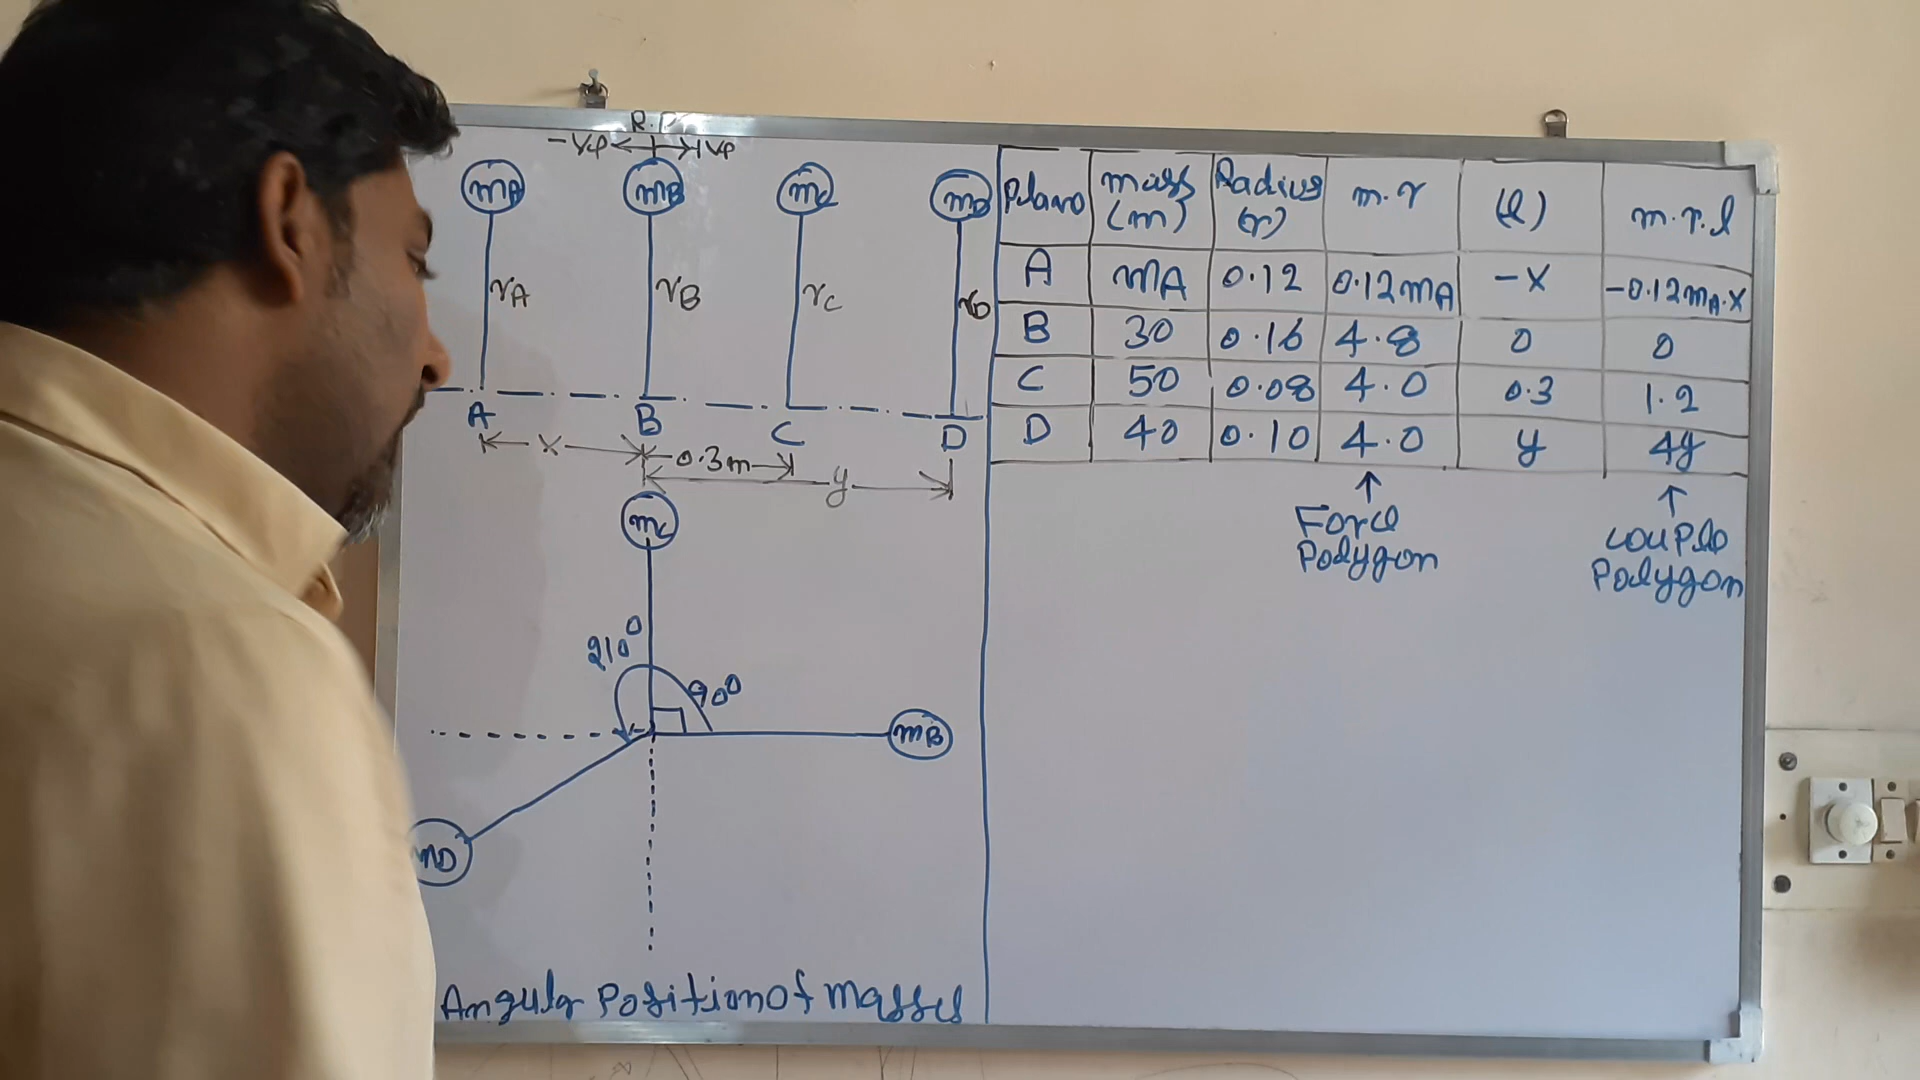 R.P
-ve +ve
mA mB mC mD
rA rB rC rD
A B C D
x 0.3m
y
mC
210° 90°
mB
mD
Angular Position of Masses
Plane mass (m) Radius (r) m.r (l) m.r.l
A mA 0.12 0.12mA -x -0.12mA.x
B 30 0.16 4.8 0 0
C 50 0.08 4.0 0.3 1.2
D 40 0.10 4.0 y 4y
↑ ↑
Force Couple
Polygon Polygon